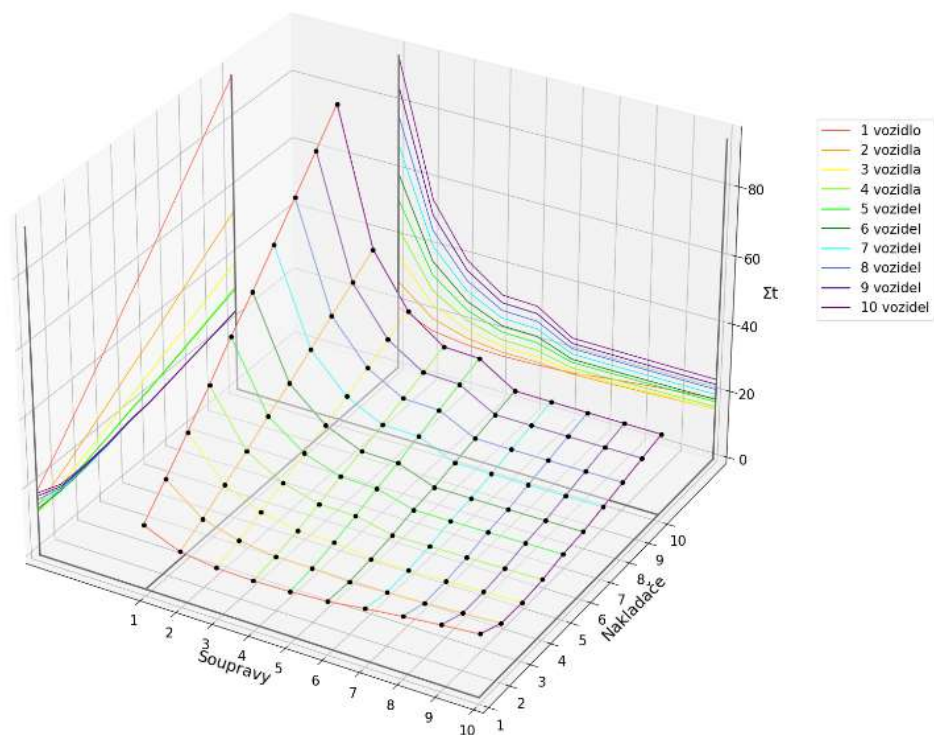 1 vozidlo
2 vozidla
3 vozidla
4 vozidla
5 vozidel
6 vozidel
7 vozidel
8 vozidel
9 vozidel
10 vozidel
80
60
Σt
40
20
0
10
9
8
7
6
5
4
3
2
1
Nakladače
1
2
3
4
5
6
7
8
9
10
Soupravy